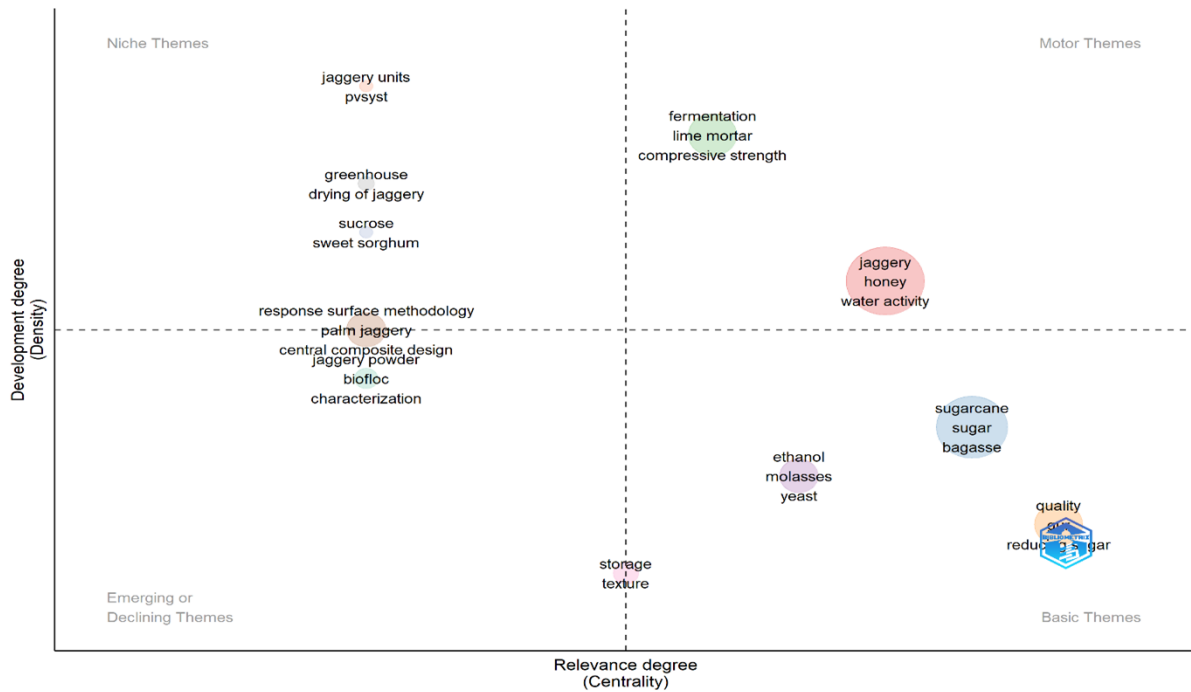 Niche Themes
Motor Themes
jaggery units
pvsyst
fermentation
lime mortar
compressive strength
greenhouse
drying of jaggery
sucrose
sweet sorghum
jaggery
honey
water activity
response surface methodology
palm jaggery
central composite design
jaggery powder
biofloc
characterization
sugarcane
sugar
bagasse
ethanol
molasses
yeast
quality
reducing sugar
BIBLIOMETRIX
storage
texture
Emerging or
Declining Themes
Basic Themes
Development degree
(Density)
Relevance degree
(Centrality)